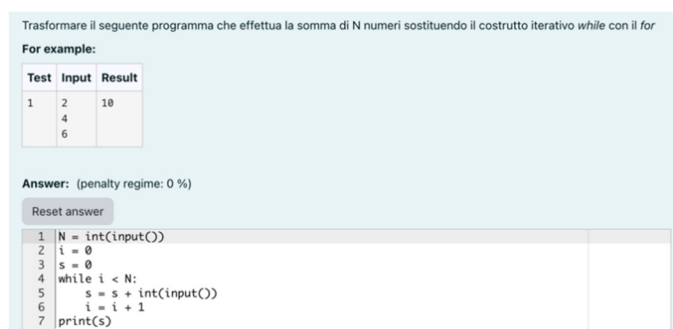 Trasformare il seguente programma che effettua la somma di N numeri sostituendo il costrutto iterativo while con il for
For example:
Test Input Result
1 2 10
4
6
Answer: (penalty regime: 0 %)
Reset answer
1 N = int(input())
2 i = 0
3 s = 0
4 while i < N:
5 s = s + int(input())
6 i = i + 1
7 print(s)